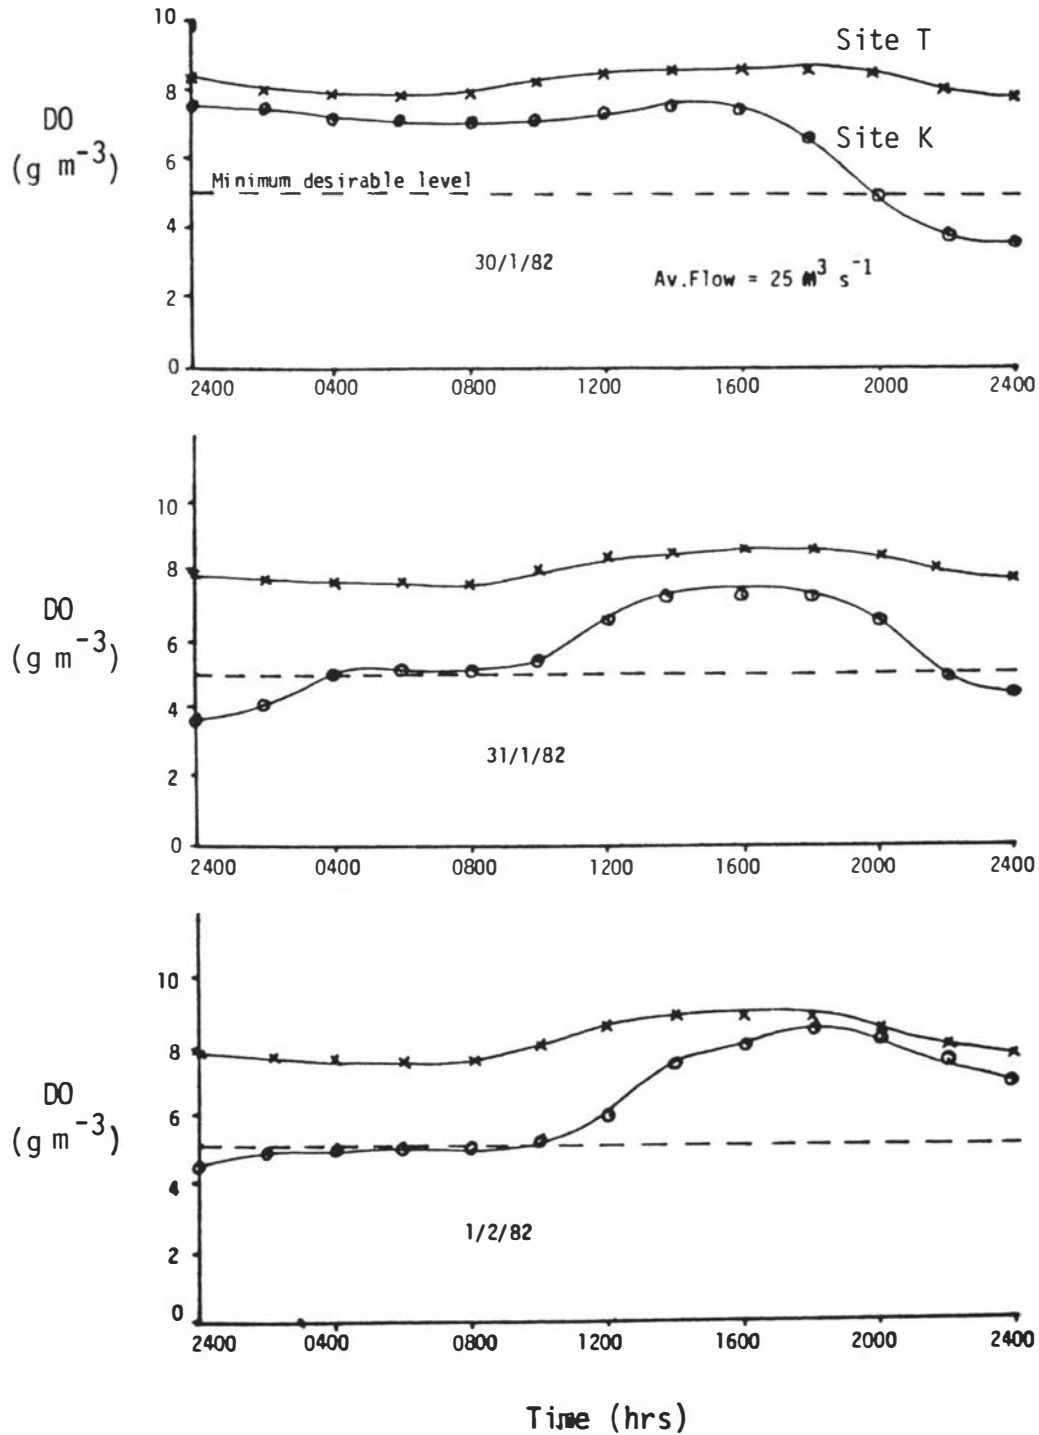 10
Site T
8
DO
(g m⁻³)
Site K
6
Minimum desirable level
4
30/1/82
Av.Flow = 25 M³ s⁻¹
2
0
2400 0400 0800 1200 1600 2000 2400
10
8
DO
(g m⁻³)
6
4
31/1/82
2
0
2400 0400 0800 1200 1600 2000 2400
10
8
DO
(g m⁻³)
6
4
1/2/82
2
0
2400 0400 0800 1200 1600 2000 2400
Time (hrs)